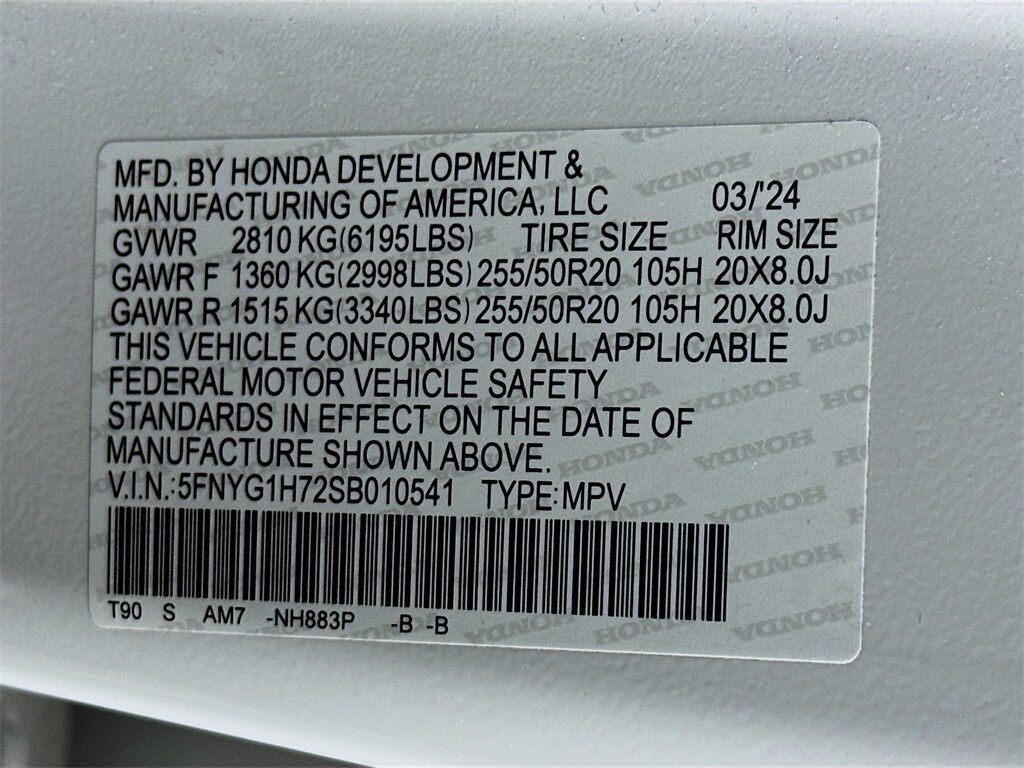 MFD. BY HONDA DEVELOPMENT &
MANUFACTURING OF AMERICA, LLC 03/'24
GVWR 2810 KG(6195LBS) TIRE SIZE RIM SIZE
GAWR F 1360 KG(2998LBS) 255/50R20 105H 20X8.0J
GAWR R 1515 KG(3340LBS) 255/50R20 105H 20X8.0J
THIS VEHICLE CONFORMS TO ALL APPLICABLE
FEDERAL MOTOR VEHICLE SAFETY
STANDARDS IN EFFECT ON THE DATE OF
MANUFACTURE SHOWN ABOVE.
V.I.N.:5FNYG1H72SB010541 TYPE:MPV
T90 S AM7 -NH883P -B -B